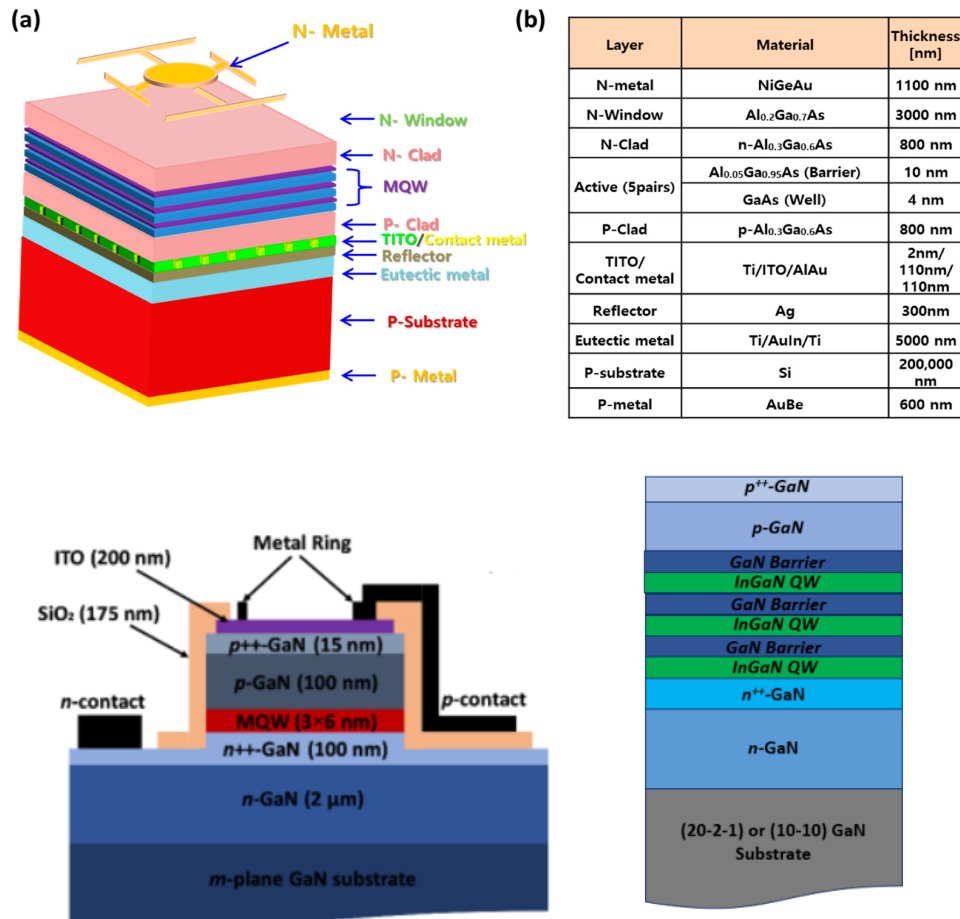 (a)
N- Metal
N- Window
N- Clad
MQW
P- Clad
TITO/Contact metal
Reflector
Eutectic metal
P-Substrate
P- Metal
(b)
Layer Material Thickness [nm]
N-metal NiGeAu 1100 nm
N-Window Al0.2Ga0.7As 3000 nm
N-Clad n-Al0.3Ga0.6As 800 nm
Active (5pairs) Al0.05Ga0.95As (Barrier) 10 nm
GaAs (Well) 4 nm
P-Clad p-Al0.3Ga0.6As 800 nm
TITO/ Contact metal Ti/ITO/AlAu 2nm/ 110nm/ 110nm
Reflector Ag 300nm
Eutectic metal Ti/AuIn/Ti 5000 nm
P-substrate Si 200,000 nm
P-metal AuBe 600 nm
Metal Ring
ITO (200 nm)
SiO2 (175 nm)
p++-GaN (15 nm)
p-GaN (100 nm)
n-contact
p-contact
MQW (3×6 nm)
n++-GaN (100 nm)
n-GaN (2 μm)
m-plane GaN substrate
p++-GaN
p-GaN
GaN Barrier
InGaN QW
GaN Barrier
InGaN QW
GaN Barrier
InGaN QW
n++-GaN
n-GaN
(20-2-1) or (10-10) GaN
Substrate